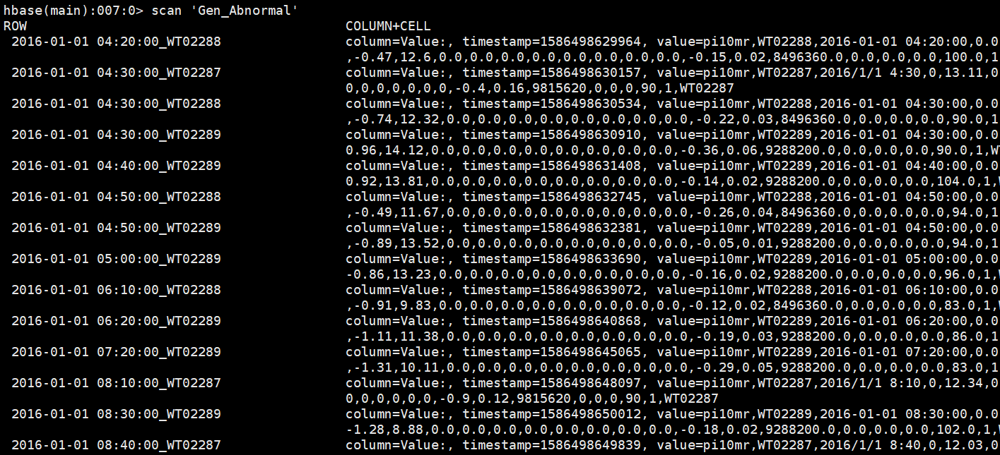 hbase(main):007:0> scan 'Gen_Abnormal'
ROW COLUMN+CELL
2016-01-01 04:20:00_WT02288 column=Value:, timestamp=1586498629964, value=pi10mr,WT02288,2016-01-01 04:20:00,0.0
,-0.47,12.6,0.0,0.0,0.0,0.0,0.0,0.0,0.0,0.0,-0.15,0.02,8496360.0,0.0,0.0,0.0,0.0,100.0,1
2016-01-01 04:30:00_WT02287 column=Value:, timestamp=1586498630157, value=pi10mr,WT02287,2016/1/1 4:30,0,13.11,0
0,0,0,0,0,0,0,-0.4,0.16,9815620,0,0,0,90,1,WT02287
2016-01-01 04:30:00_WT02288 column=Value:, timestamp=1586498630534, value=pi10mr,WT02288,2016-01-01 04:30:00,0.0
,-0.74,12.32,0.0,0.0,0.0,0.0,0.0,0.0,0.0,0.0,-0.22,0.03,8496360.0,0.0,0.0,0.0,0.0,90.0,1
2016-01-01 04:30:00_WT02289 column=Value:, timestamp=1586498630910, value=pi10mr,WT02289,2016-01-01 04:30:00,0.0
0.96,14.12,0.0,0.0,0.0,0.0,0.0,0.0,0.0,0.0,-0.36,0.06,9288200.0,0.0,0.0,0.0,0.0,90.0,1,WT
2016-01-01 04:40:00_WT02289 column=Value:, timestamp=1586498631408, value=pi10mr,WT02289,2016-01-01 04:40:00,0.0
0.92,13.81,0.0,0.0,0.0,0.0,0.0,0.0,0.0,0.0,-0.14,0.02,9288200.0,0.0,0.0,0.0,0.0,104.0,1,W
2016-01-01 04:50:00_WT02288 column=Value:, timestamp=1586498632745, value=pi10mr,WT02288,2016-01-01 04:50:00,0.0
,-0.49,11.67,0.0,0.0,0.0,0.0,0.0,0.0,0.0,0.0,-0.26,0.04,8496360.0,0.0,0.0,0.0,0.0,94.0,1
2016-01-01 04:50:00_WT02289 column=Value:, timestamp=1586498632381, value=pi10mr,WT02289,2016-01-01 04:50:00,0.0
,-0.89,13.52,0.0,0.0,0.0,0.0,0.0,0.0,0.0,0.0,-0.05,0.01,9288200.0,0.0,0.0,0.0,0.0,94.0,1
2016-01-01 05:00:00_WT02289 column=Value:, timestamp=1586498633690, value=pi10mr,WT02289,2016-01-01 05:00:00,0.0
-0.86,13.23,0.0,0.0,0.0,0.0,0.0,0.0,0.0,0.0,-0.16,0.02,9288200.0,0.0,0.0,0.0,0.0,96.0,1,W
2016-01-01 06:10:00_WT02288 column=Value:, timestamp=1586498639072, value=pi10mr,WT02288,2016-01-01 06:10:00,0.0
,-0.91,9.83,0.0,0.0,0.0,0.0,0.0,0.0,0.0,0.0,-0.12,0.02,8496360.0,0.0,0.0,0.0,0.0,83.0,1,W
2016-01-01 06:20:00_WT02289 column=Value:, timestamp=1586498640868, value=pi10mr,WT02289,2016-01-01 06:20:00,0.0
,-1.11,11.38,0.0,0.0,0.0,0.0,0.0,0.0,0.0,0.0,-0.19,0.03,9288200.0,0.0,0.0,0.0,0.0,86.0,1
2016-01-01 07:20:00_WT02289 column=Value:, timestamp=1586498645065, value=pi10mr,WT02289,2016-01-01 07:20:00,0.0
,-1.31,10.11,0.0,0.0,0.0,0.0,0.0,0.0,0.0,0.0,-0.29,0.05,9288200.0,0.0,0.0,0.0,0.0,83.0,1
2016-01-01 08:10:00_WT02287 column=Value:, timestamp=1586498648097, value=pi10mr,WT02287,2016/1/1 8:10,0,12.34,0
0,0,0,0,0,0,-0.9,0.12,9815620,0,0,0,90,1,WT02287
2016-01-01 08:30:00_WT02289 column=Value:, timestamp=1586498650012, value=pi10mr,WT02289,2016-01-01 08:30:00,0.0
-1.28,8.88,0.0,0.0,0.0,0.0,0.0,0.0,0.0,0.0,-0.18,0.02,9288200.0,0.0,0.0,0.0,0.0,102.0,1,W
2016-01-01 08:40:00_WT02287 column=Value:, timestamp=1586498649839, value=pi10mr,WT02287,2016/1/1 8:40,0,12.03,0